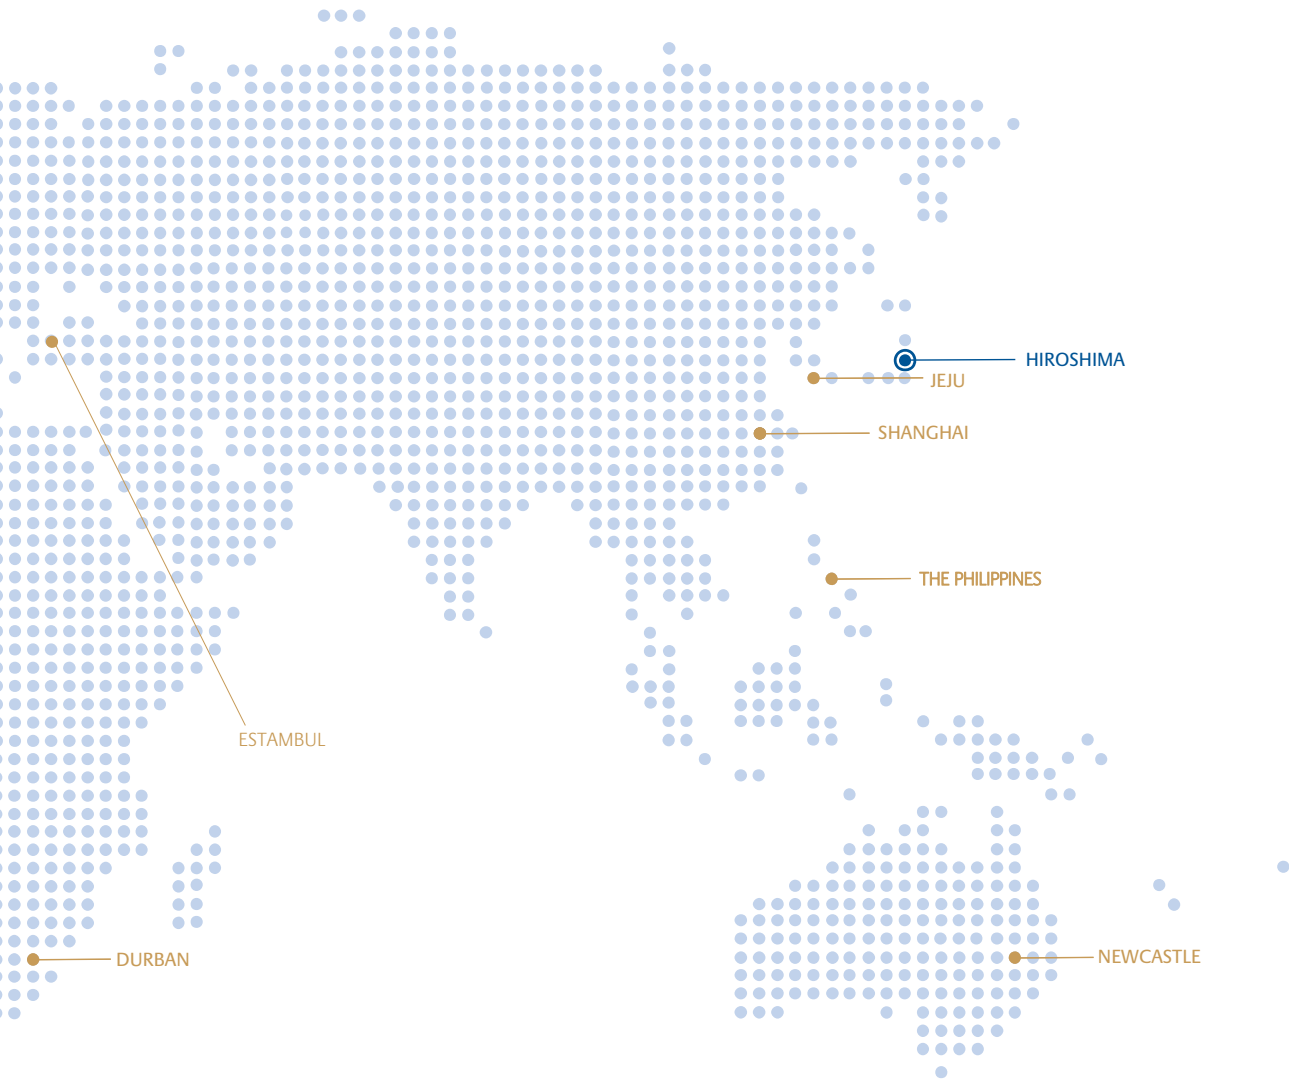 HIROSHIMA
JEJU
SHANGHAI
THE PHILIPPINES
ESTAMBUL
DURBAN
NEWCASTLE